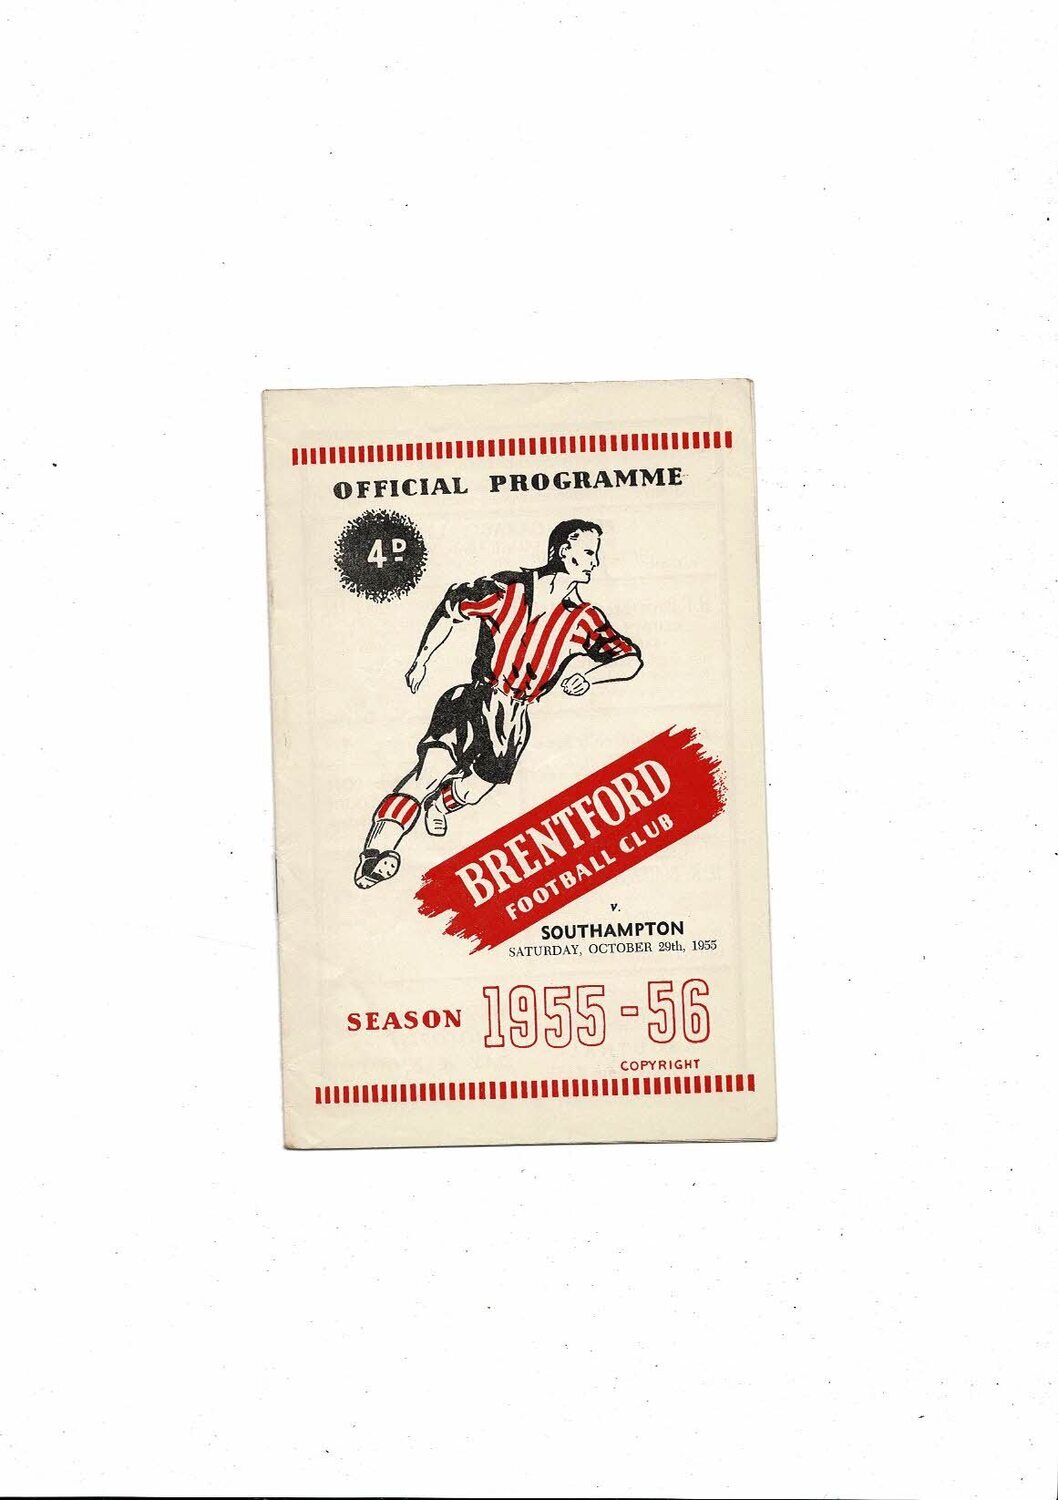 OFFICIAL PROGRAMME
4D
BRENTFORD
FOOTBALL CLUB
v.
SOUTHAMPTON
SATURDAY, OCTOBER 29th, 1955
SEASON 1955-56
COPYRIGHT